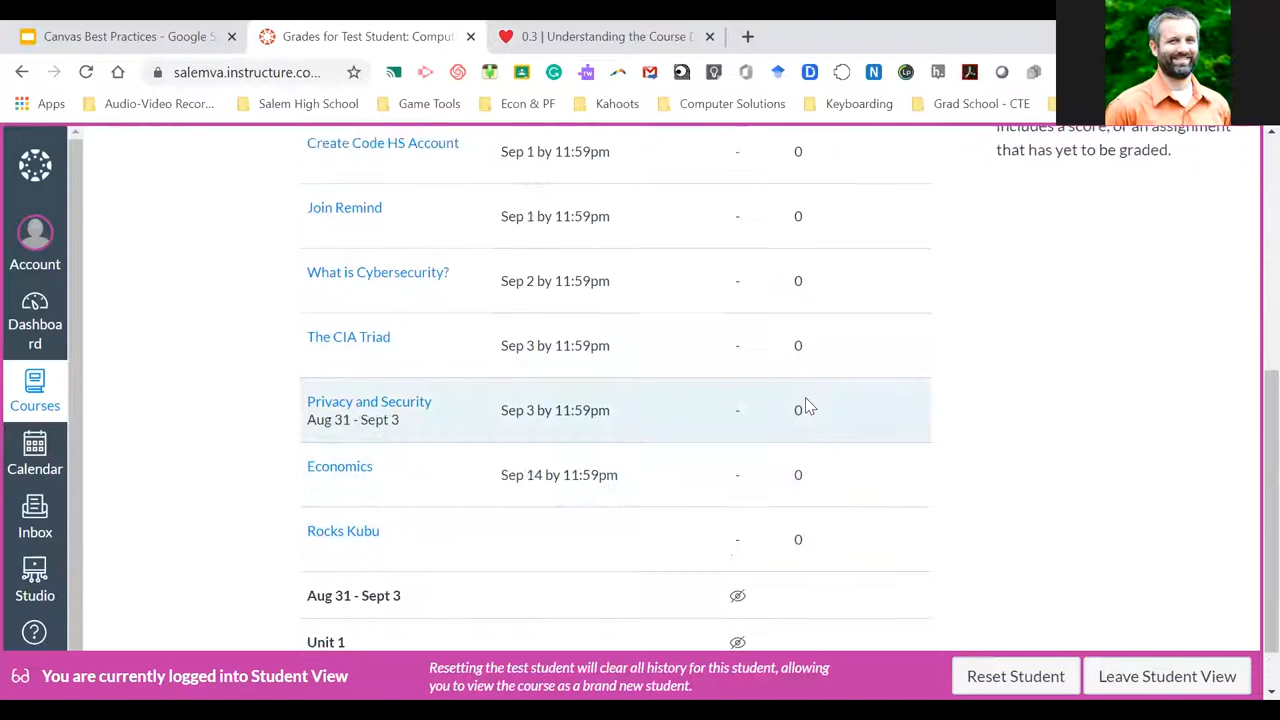 Canvas Best Practices - Google S
Grades for Test Student: Comput
0.3 | Understanding the Course D
salemva.instructure.co...
Apps
Audio-Video Recor...
Salem High School
Game Tools
Econ & PF
Kahoots
Computer Solutions
Keyboarding
Grad School - CTE
includes a score, or an assignment
that has yet to be graded.
Account
Dashboa
rd
Courses
Calendar
Inbox
Studio
Create Code HS Account Sep 1 by 11:59pm - 0
Join Remind Sep 1 by 11:59pm - 0
What is Cybersecurity? Sep 2 by 11:59pm - 0
The CIA Triad Sep 3 by 11:59pm - 0
Privacy and Security Sep 3 by 11:59pm - 0
Aug 31 - Sept 3
Economics Sep 14 by 11:59pm - 0
Rocks Kubu - 0
Aug 31 - Sept 3
Unit 1
You are currently logged into Student View
Resetting the test student will clear all history for this student, allowing
you to view the course as a brand new student.
Reset Student
Leave Student View